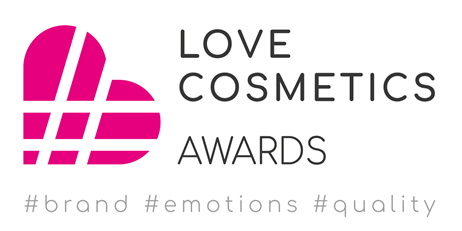 LOVE
COSMETICS
AWARDS
#brand #emotions #quality